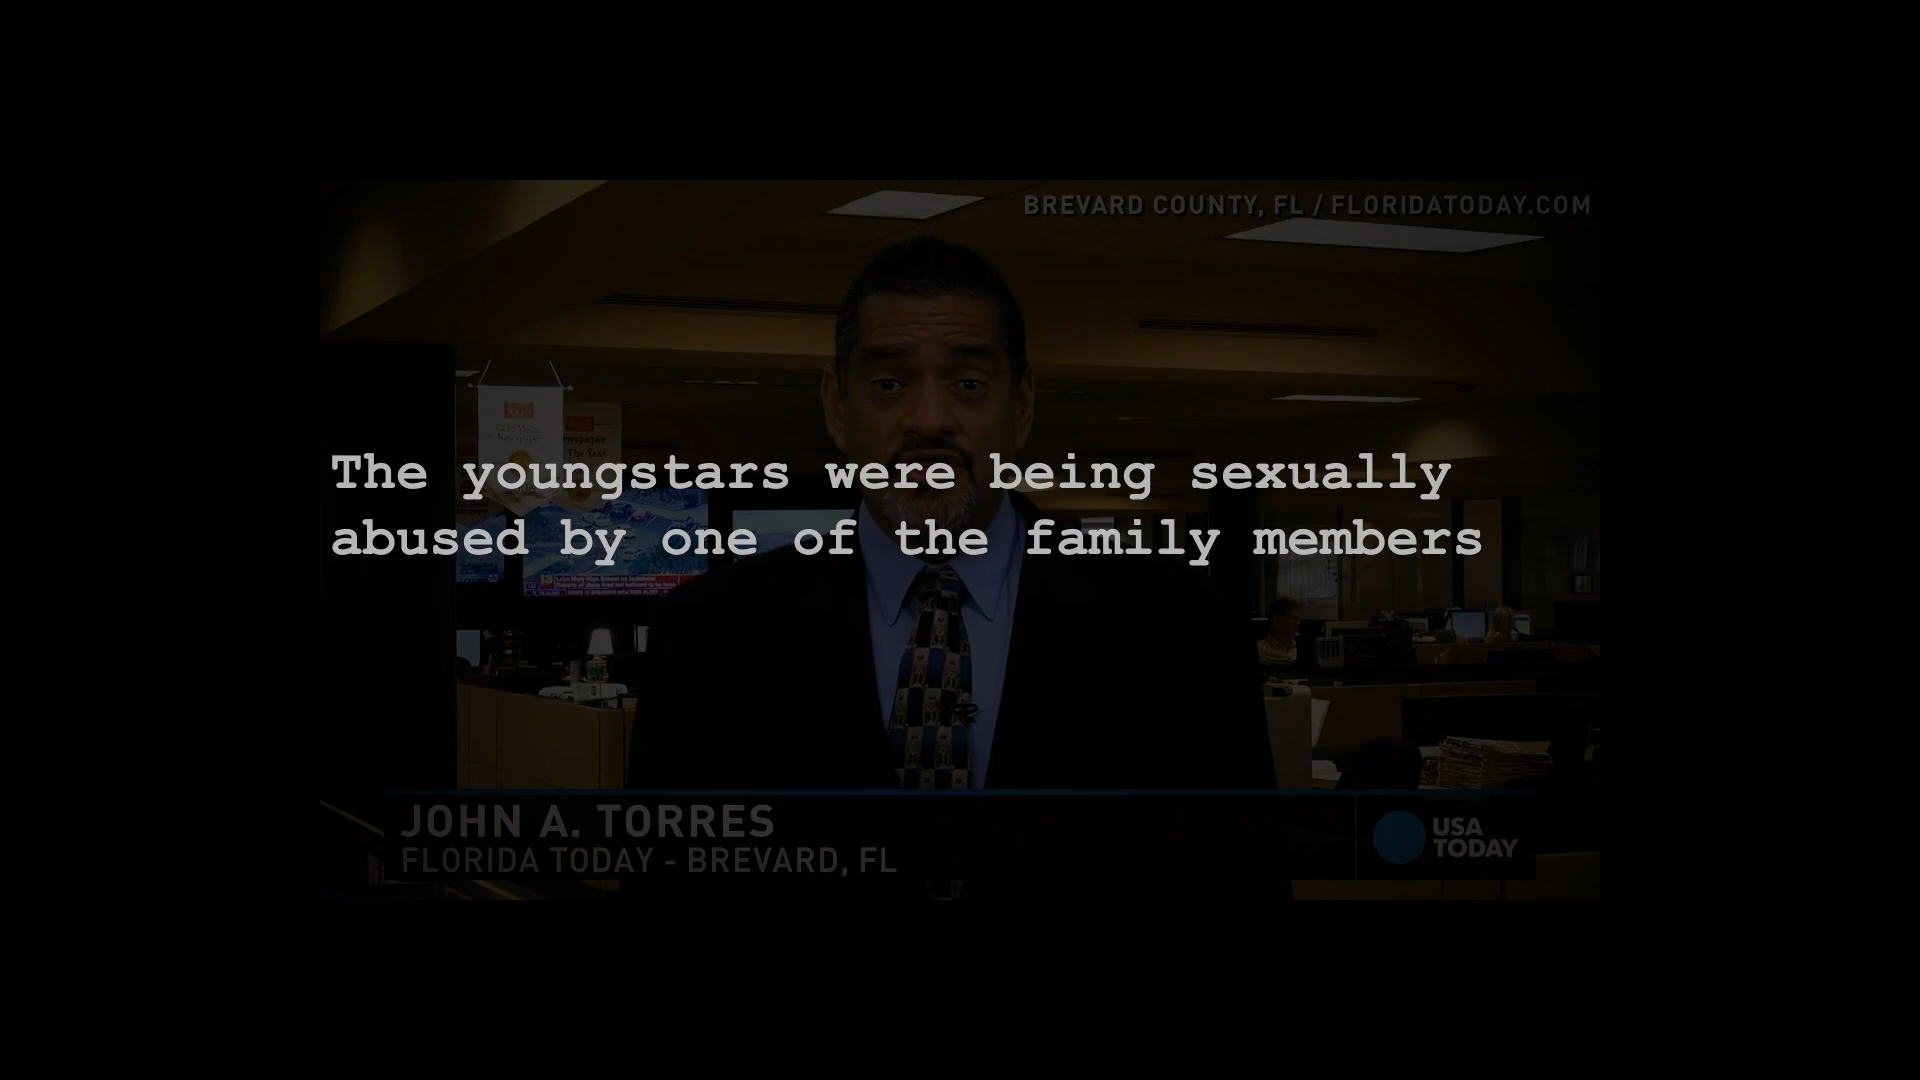 BREVARD COUNTY, FL / FLORIDATODAY.COM
The youngstars were being sexually
abused by one of the family members
JOHN A. TORRES
FLORIDA TODAY - BREVARD, FL
USA
TODAY